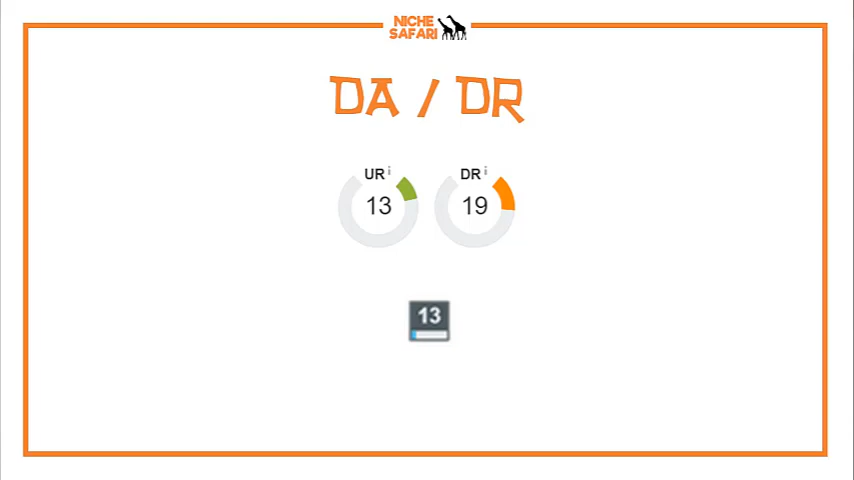 NICHE
SAFARI
DA / DR
UR i DR i
13 19
13